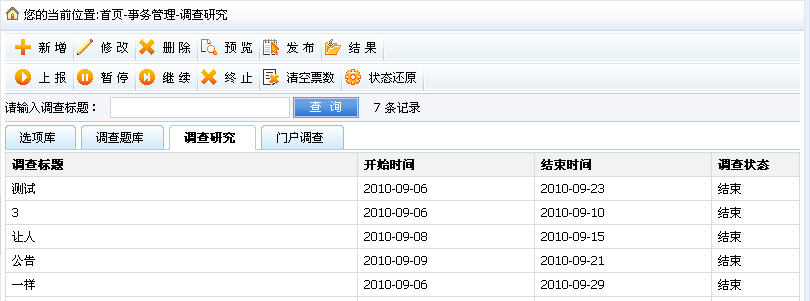 您的当前位置:首页-事务管理-调查研究
新 增 修 改 删 除 预 览 发 布 结 果
上 报 暂 停 继 续 终 止 清空票数 状态还原
请输入调查标题： 查 询 7 条记录
选项库 调查题库 调查研究 门户调查
调查标题 开始时间 结束时间 调查状态
测试 2010-09-06 2010-09-23 结束
3 2010-09-06 2010-09-10 结束
让人 2010-09-08 2010-09-15 结束
公告 2010-09-09 2010-09-21 结束
一样 2010-09-06 2010-09-29 结束